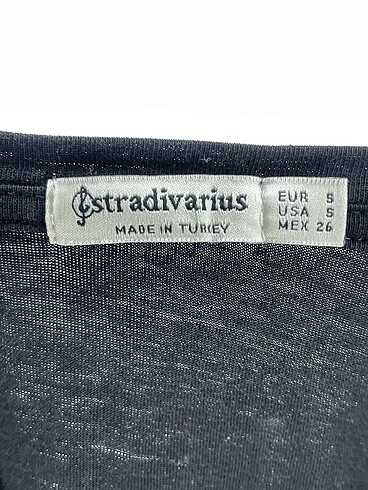 stradivarius
MADE IN TURKEY
EUR S
USA S
MEX 26